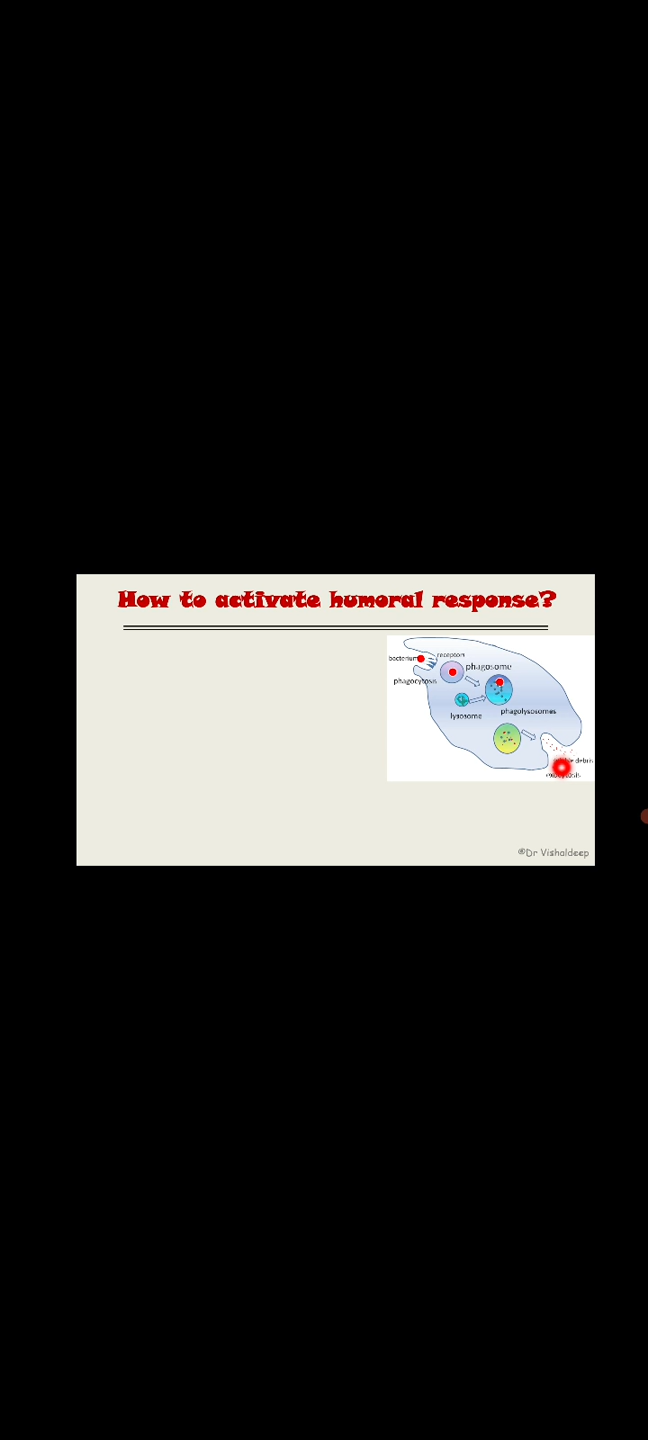 How to activate humoral response?
bacterium
receptors
phagosome
phagocytosis
lysosome
phagolysosomes
debris
©Dr Vishaldeep